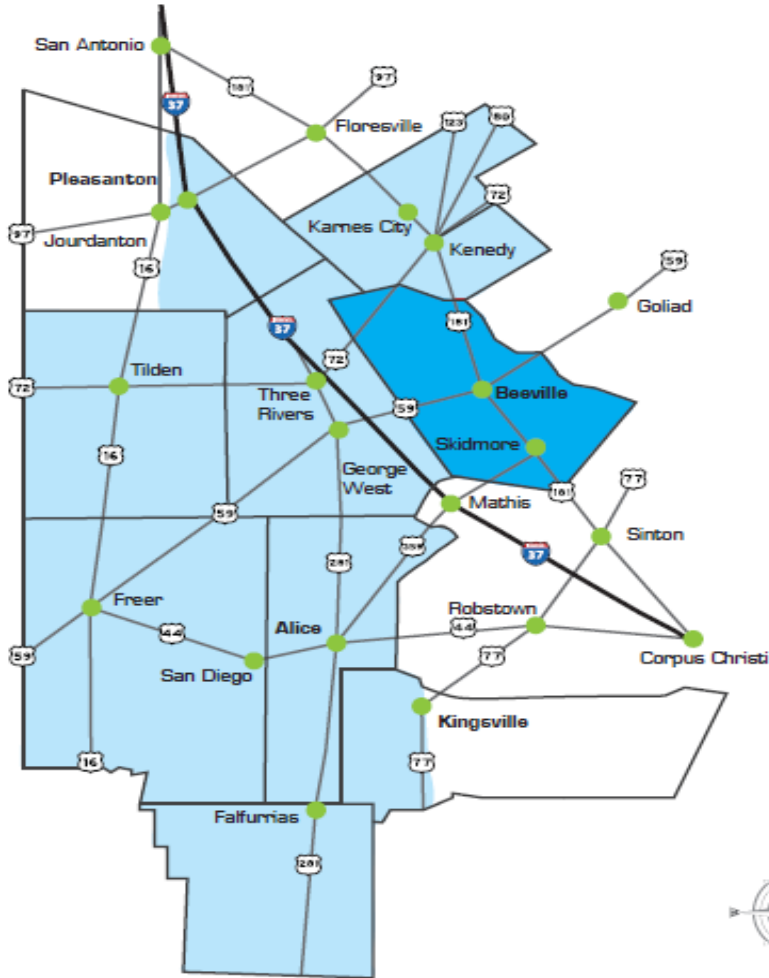 San Antonio
181
97
37
Floresville
123
80
Pleasanton
72
Karnes City
97
Jourdanton
Kenedy
16
59
Goliad
37
181
72
Tilden
72
Three
Rivers
59
Beeville
Skidmore
16
George
West
77
181
Mathis
59
Sinton
37
281
359
Freer
Robstown
44
Alice
44
59
San Diego
77
Corpus Christi
Kingsville
16
77
Falfurrias
281